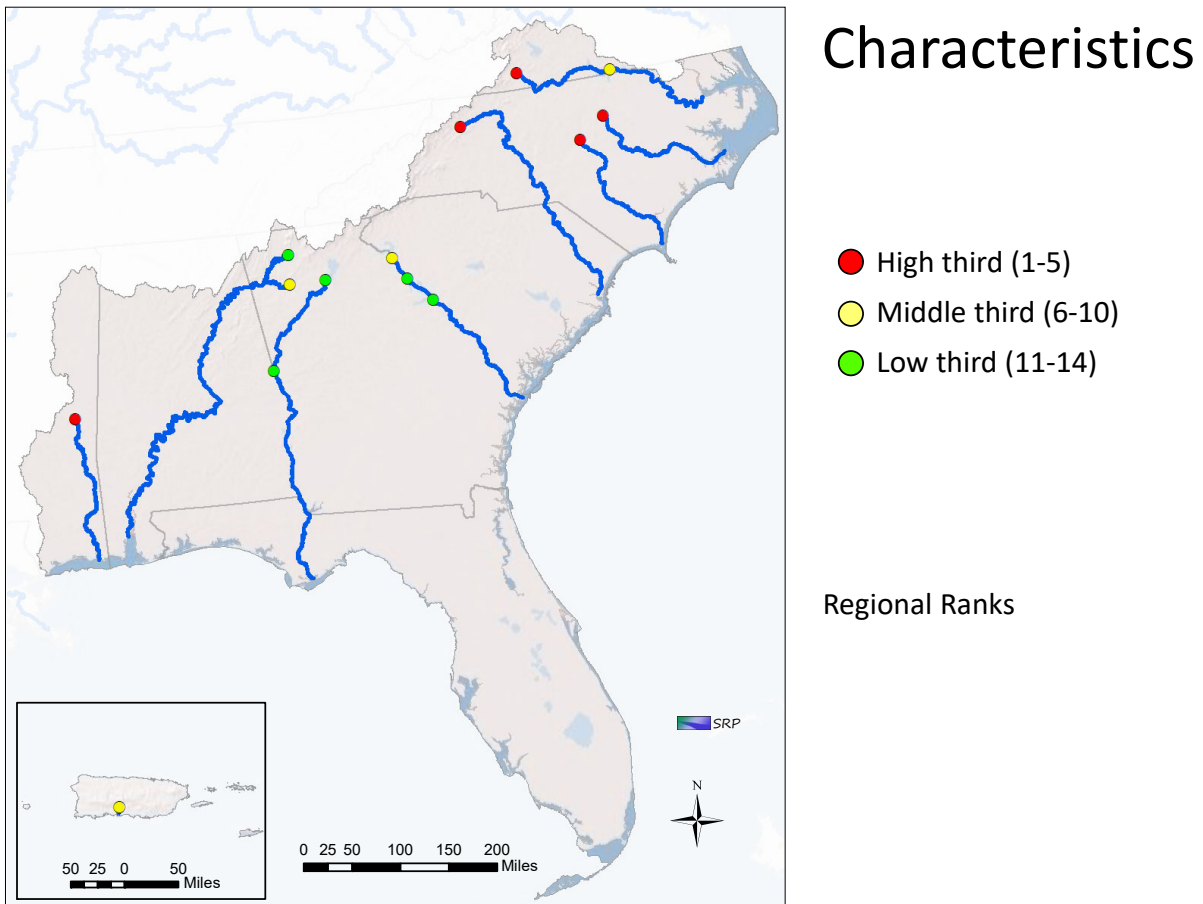 Characteristics
High third (1-5)
Middle third (6-10)
Low third (11-14)
Regional Ranks
SRP
N
0 25 50 100 150 200
Miles
50 25 0 50
Miles